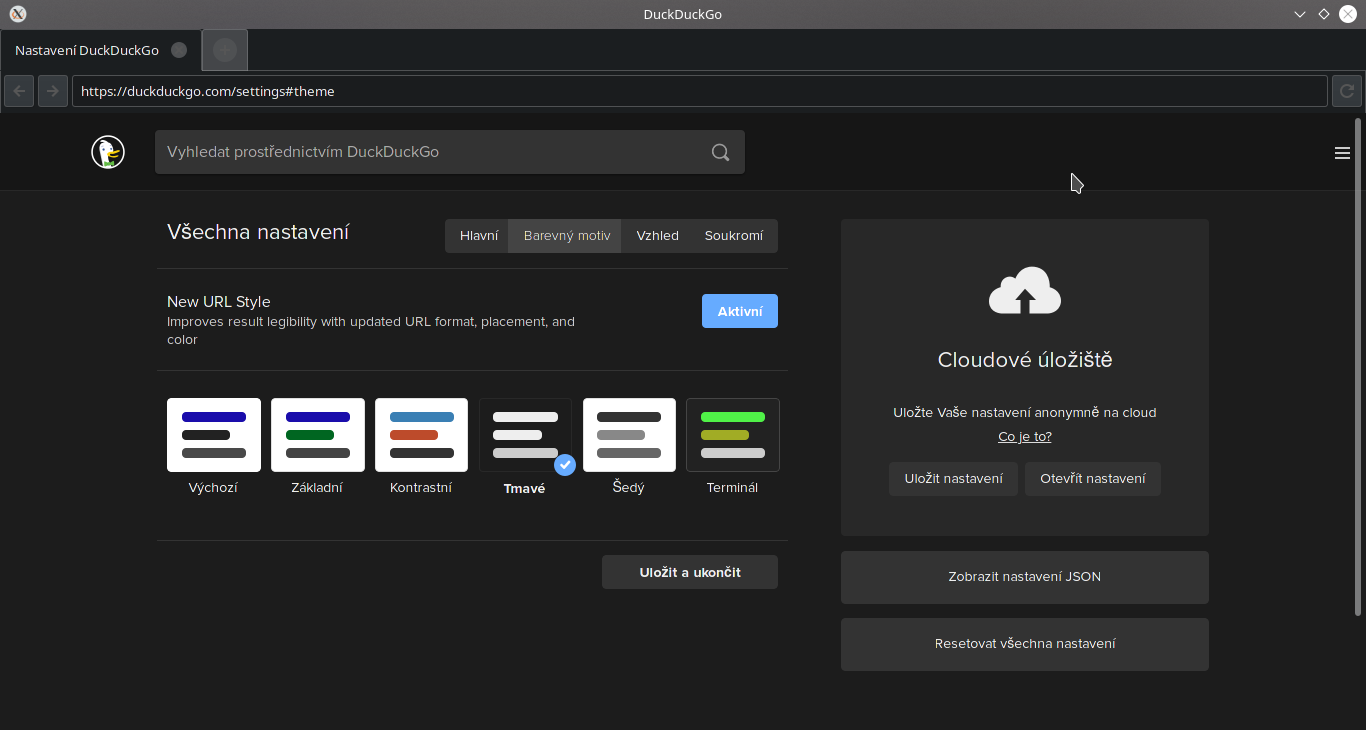 DuckDuckGo
Nastavení DuckDuckGo
https://duckduckgo.com/settings#theme
Vyhledat prostřednictvím DuckDuckGo
Všechna nastavení
Hlavní
Barevný motiv
Vzhled
Soukromí
New URL Style
Improves result legibility with updated URL format, placement, and
color
Aktivní
Výchozí
Základní
Kontrastní
Tmavé
Šedý
Terminál
Uložit a ukončit
Cloudové úložiště
Uložte Vaše nastavení anonymně na cloud
Co je to?
Uložit nastavení
Otevřít nastavení
Zobrazit nastavení JSON
Resetovat všechna nastavení